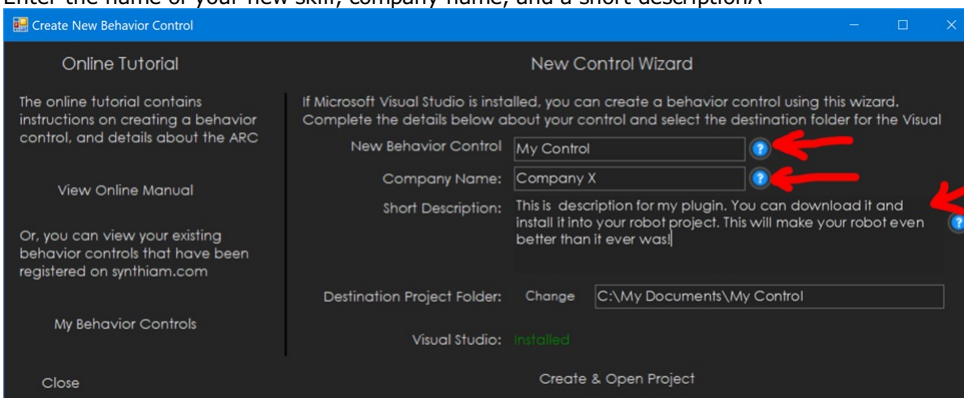 Enter the name of your new skill, company name, and a short descriptionÂ
Create New Behavior Control
Online Tutorial
The online tutorial contains
instructions on creating a behavior
control, and details about the ARC
View Online Manual
Or, you can view your existing
behavior controls that have been
registered on synthiam.com
My Behavior Controls
Close
New Control Wizard
If Microsoft Visual Studio is installed, you can create a behavior control using this wizard.
Complete the details below about your control and select the destination folder for the Visual
New Behavior Control My Control ?
Company Name: Company X ?
Short Description: This is description for my plugin. You can download it and
install it into your robot project. This will make your robot even ?
better than it ever was!
Destination Project Folder: Change C:\My Documents\My Control
Visual Studio: Installed
Create & Open Project